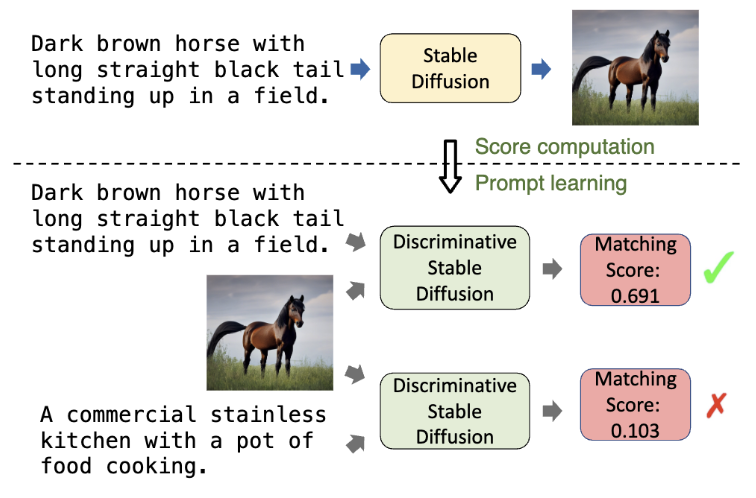 Dark brown horse with
long straight black tail
standing up in a field.
Stable
Diffusion
Score computation
Prompt learning
Dark brown horse with
long straight black tail
standing up in a field.
Discriminative
Stable
Diffusion
Matching
Score:
0.691
A commercial stainless
kitchen with a pot of
food cooking.
Discriminative
Stable
Diffusion
Matching
Score:
0.103